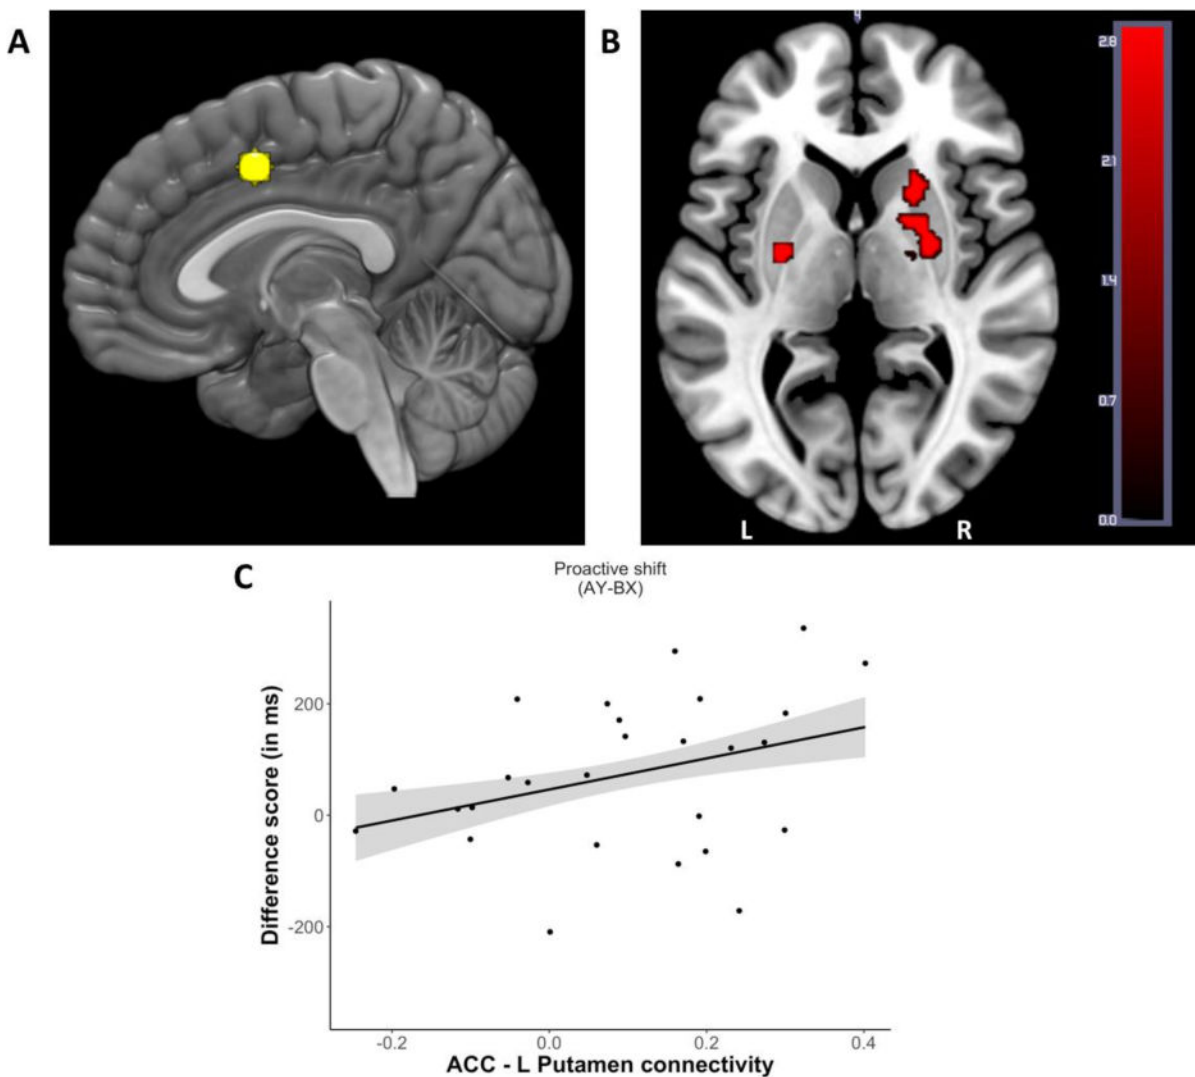 A
B
4
2.8
2.1
1.4
0.7
0.0
L
R
C
Proactive shift
(AY-BX)
Difference score (in ms)
200
0
-200
-0.2
0.0
0.2
0.4
ACC - L Putamen connectivity